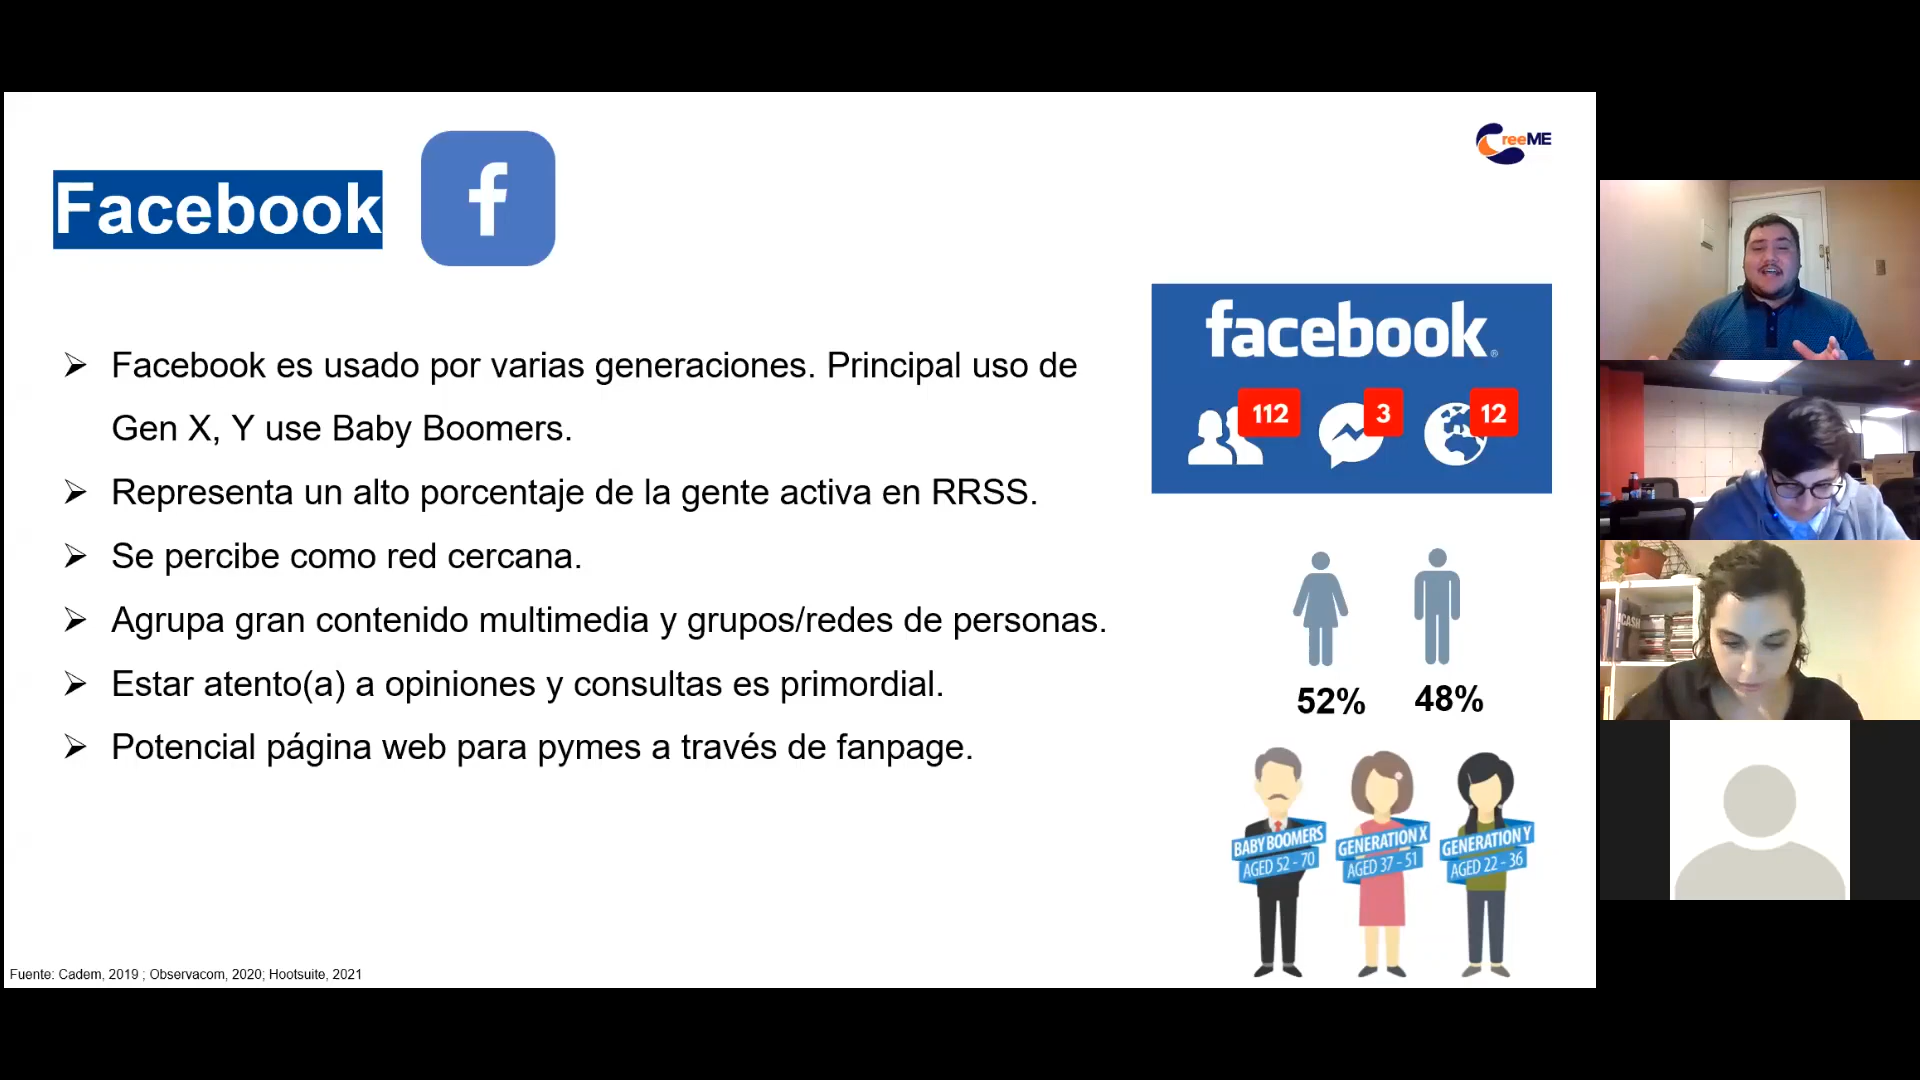 reeME
Facebook
f
Facebook es usado por varias generaciones. Principal uso de
Gen X, Y use Baby Boomers.
Representa un alto porcentaje de la gente activa en RRSS.
Se percibe como red cercana.
Agrupa gran contenido multimedia y grupos/redes de personas.
Estar atento(a) a opiniones y consultas es primordial.
Potencial página web para pymes a través de fanpage.
facebook®
112 3 12
52% 48%
BABY BOOMERS
AGED 52 - 70
GENERATION X
AGED 37 - 51
GENERATION Y
AGED 22 - 36
Fuente: Cadem, 2019 ; Observacom, 2020; Hootsuite, 2021
CASH